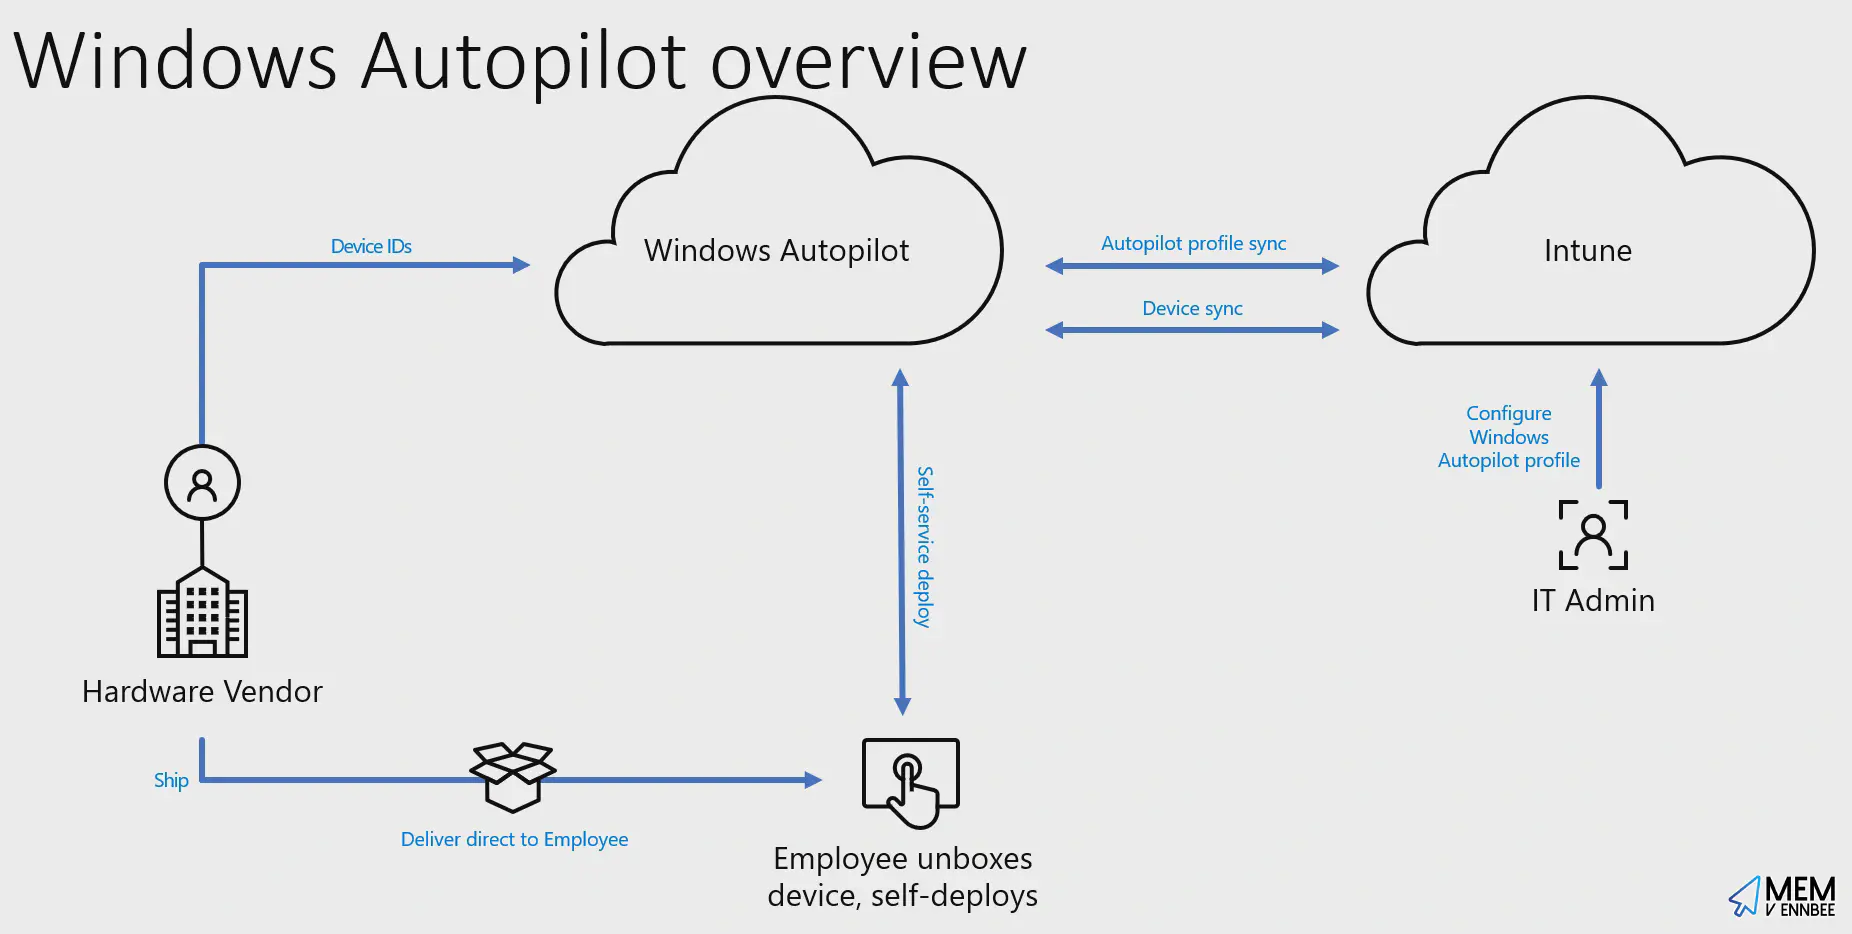 Windows Autopilot overview
Device IDs
Windows Autopilot
Autopilot profile sync
Device sync
Intune
Configure
Windows
Autopilot profile
IT Admin
Self-service deploy
Hardware Vendor
Ship
Deliver direct to Employee
Employee unboxes
device, self-deploys
MEM
V ENNBEE